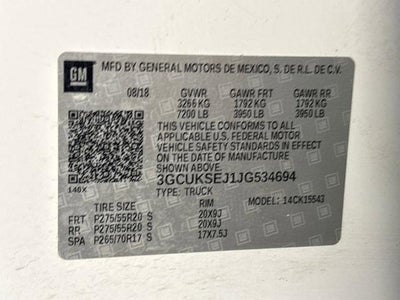 GM MFD BY GENERAL MOTORS DE MEXICO, S. DE R.L. DE C.V.
08/18 GVWR GAWR FRT GAWR RR
3266 KG 1792 KG 1792 KG
7200 LB 3950 LB 3950 LB
THIS VEHICLE CONFORMS TO ALL
APPLICABLE U.S. FEDERAL MOTOR
VEHICLE SAFETY STANDARDS IN EFFECT
ON THE DATE OF MANUFACTURE
SHOWN ABOVE.
3GCUKSEJ1JG534694
140X TYPE: TRUCK
TIRE SIZE RIM MODEL: 14CK15543
FRT P275/55R20 S 20X9J
RR P275/55R20 S 20X9J
SPA P265/70R17 S 17X7.5J